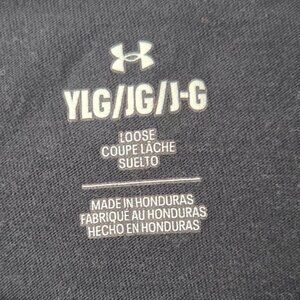 YLG/JG/J-G
LOOSE
COUPE LÂCHE
SUELTO
MADE IN HONDURAS
FABRIQUÉ AU HONDURAS
HECHO EN HONDURAS